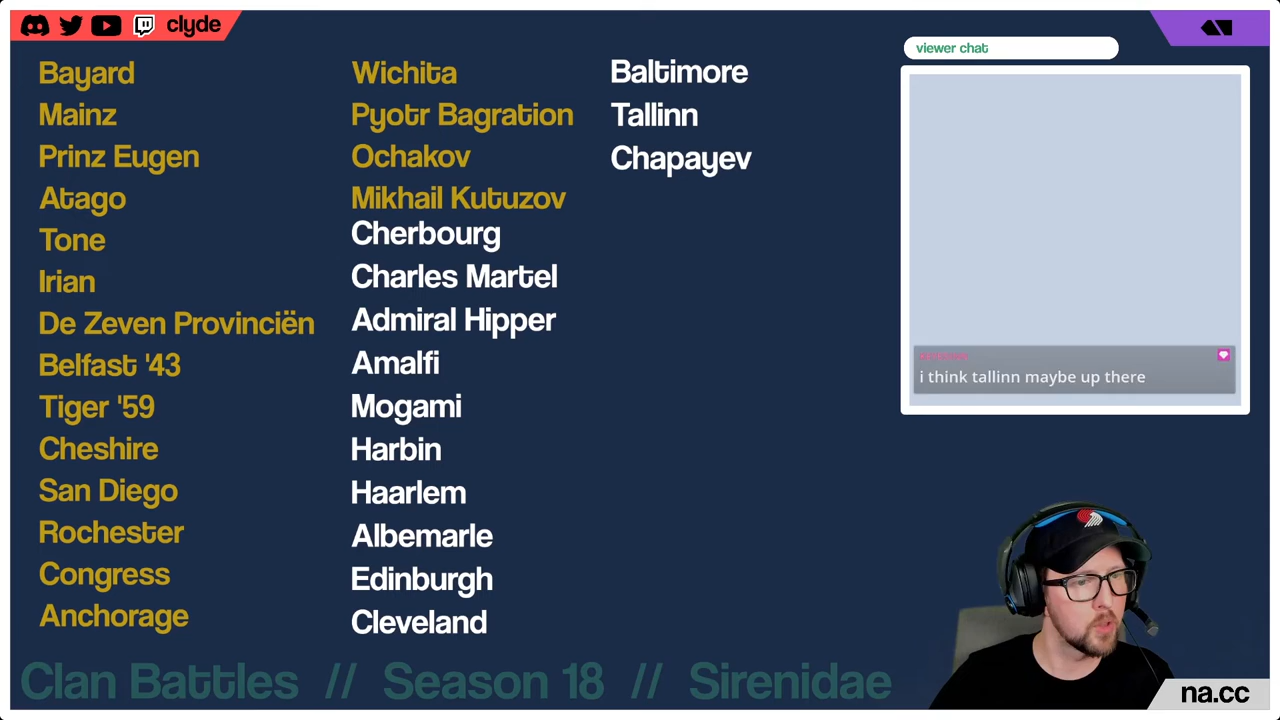 clyde
Bayard
Mainz
Prinz Eugen
Atago
Tone
Irian
De Zeven Provinciën
Belfast '43
Tiger '59
Cheshire
San Diego
Rochester
Congress
Anchorage
Wichita
Pyotr Bagration
Ochakov
Mikhail Kutuzov
Cherbourg
Charles Martel
Admiral Hipper
Amalfi
Mogami
Harbin
Haarlem
Albemarle
Edinburgh
Cleveland
Baltimore
Tallinn
Chapayev
viewer chat
i think tallinn maybe up there
Clan Battles // Season 18 // Sirenidae
na.cc